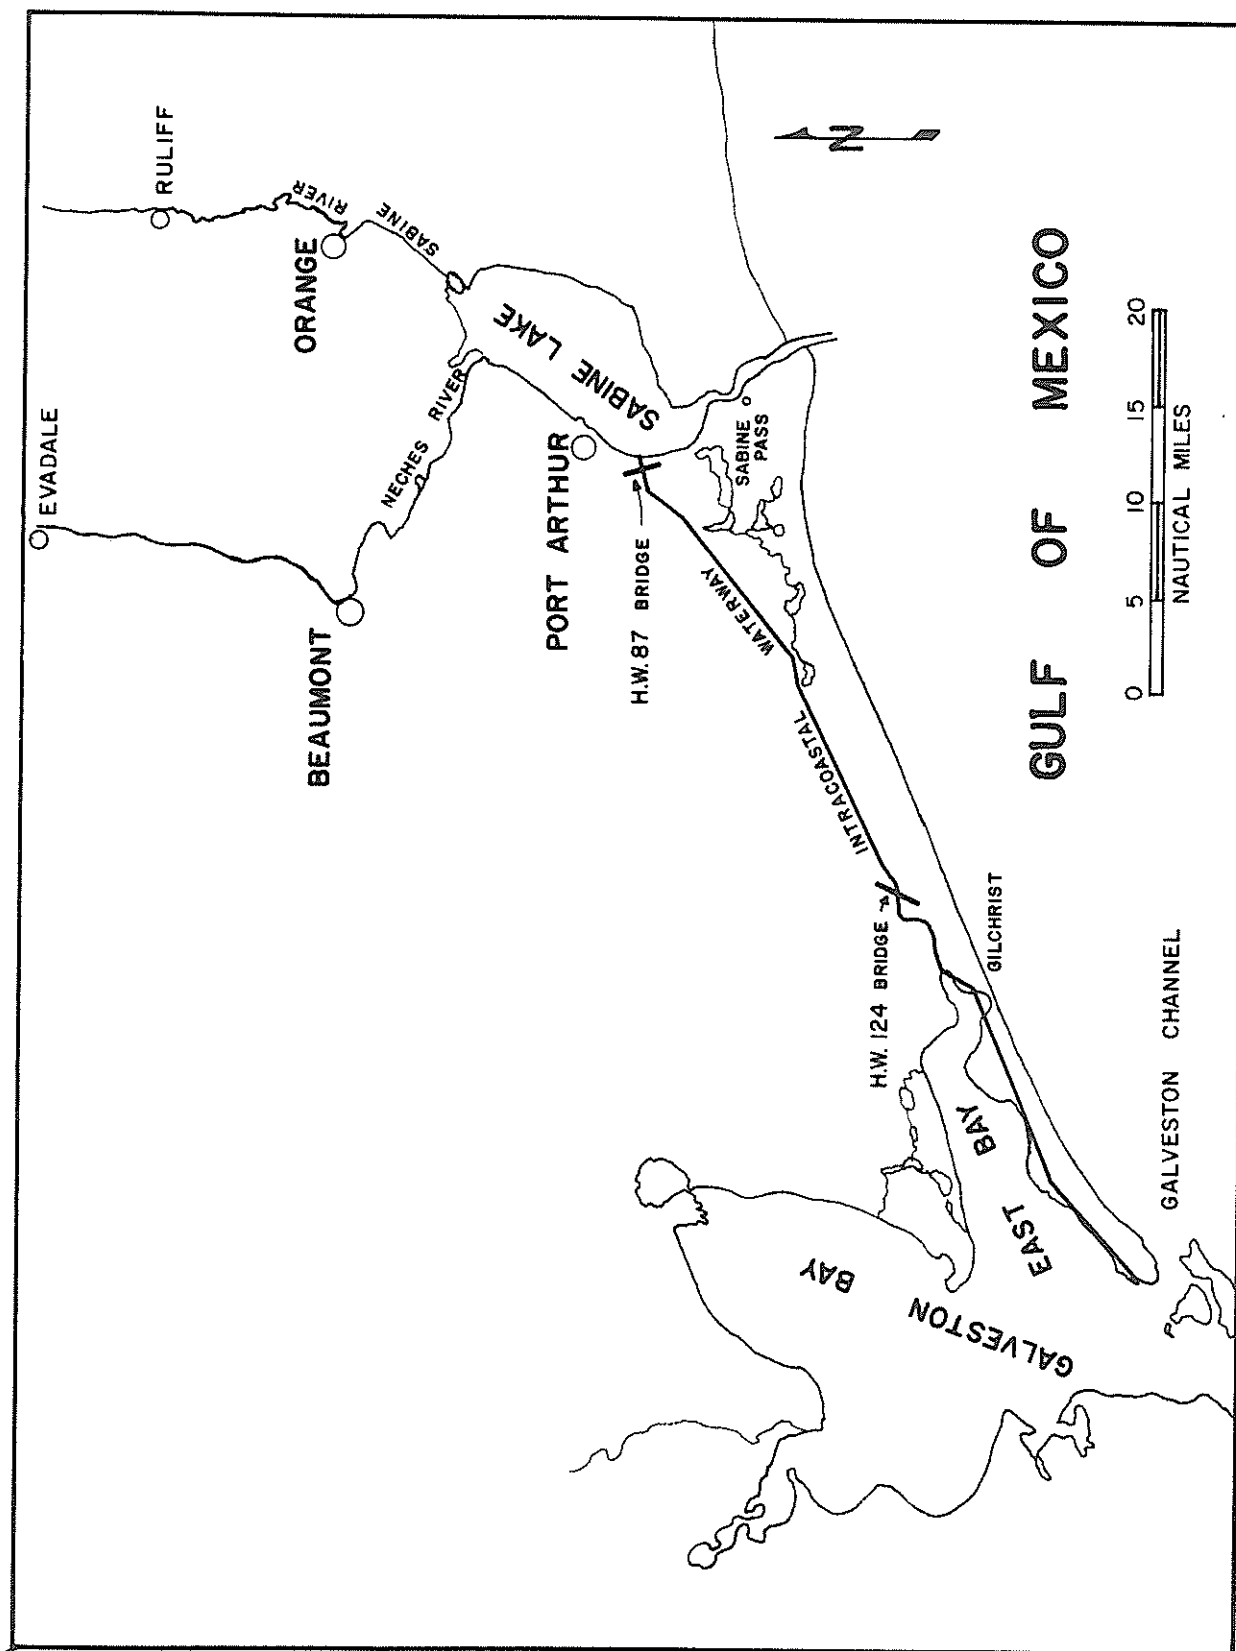 EVADALE
RULIFF
BEAUMONT
ORANGE
SABINE
RIVER
NECHES RIVER
SABINE LAKE
PORT ARTHUR
H.W. 87 BRIDGE
SABINE
PASS
INTRACOASTAL WATERWAY
H.W. 124 BRIDGE
GILCHRIST
GALVESTON
BAY
EAST BAY
GALVESTON CHANNEL
N
GULF OF MEXICO
0 5 10 15 20
NAUTICAL MILES